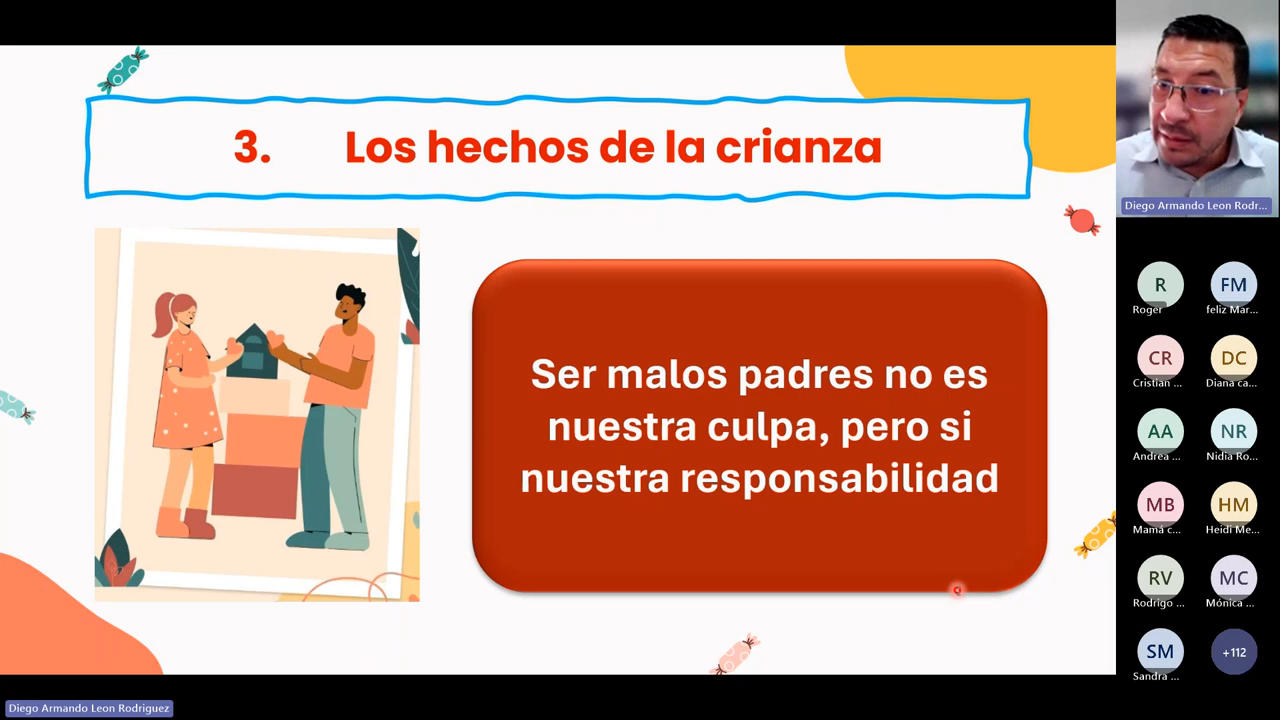 3. Los hechos de la crianza
Ser malos padres no es
nuestra culpa, pero si
nuestra responsabilidad
Diego Armando Leon Rodr...
R
Roger
FM
feliz Mar...
CR
Cristian ...
DC
Diana ca...
AA
Andrea ...
NR
Nidia Ro...
MB
Mamá c...
HM
Heidi Me...
RV
Rodrigo ...
MC
Mónica ...
SM
Sandra ...
+112
Diego Armando Leon Rodriguez